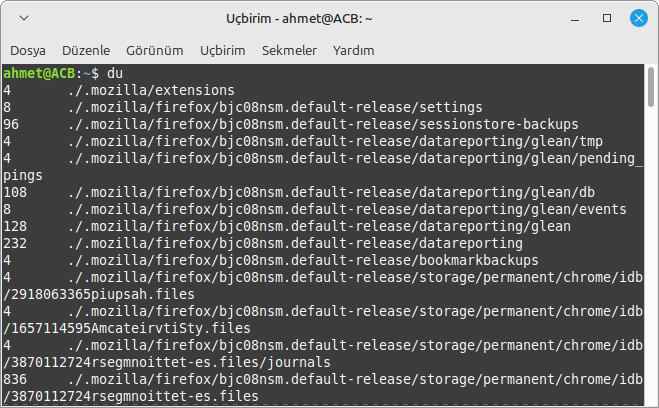 Uçbirim - ahmet@ACB: ~
Dosya Düzenle Görünüm Uçbirim Sekmeler Yardım
ahmet@ACB:~$ du
4 ./.mozilla/extensions
8 ./.mozilla/firefox/bjc08nsm.default-release/settings
96 ./.mozilla/firefox/bjc08nsm.default-release/sessionstore-backups
4 ./.mozilla/firefox/bjc08nsm.default-release/datareporting/glean/tmp
4 ./.mozilla/firefox/bjc08nsm.default-release/datareporting/glean/pending_
pings
108 ./.mozilla/firefox/bjc08nsm.default-release/datareporting/glean/db
8 ./.mozilla/firefox/bjc08nsm.default-release/datareporting/glean/events
128 ./.mozilla/firefox/bjc08nsm.default-release/datareporting/glean
232 ./.mozilla/firefox/bjc08nsm.default-release/datareporting
4 ./.mozilla/firefox/bjc08nsm.default-release/bookmarkbackups
4 ./.mozilla/firefox/bjc08nsm.default-release/storage/permanent/chrome/idb
/2918063365piupsah.files
4 ./.mozilla/firefox/bjc08nsm.default-release/storage/permanent/chrome/idb
/1657114595AmcateirvtiSty.files
4 ./.mozilla/firefox/bjc08nsm.default-release/storage/permanent/chrome/idb
/3870112724rsegmnoittet-es.files/journals
836 ./.mozilla/firefox/bjc08nsm.default-release/storage/permanent/chrome/idb
/3870112724rsegmnoittet-es.files